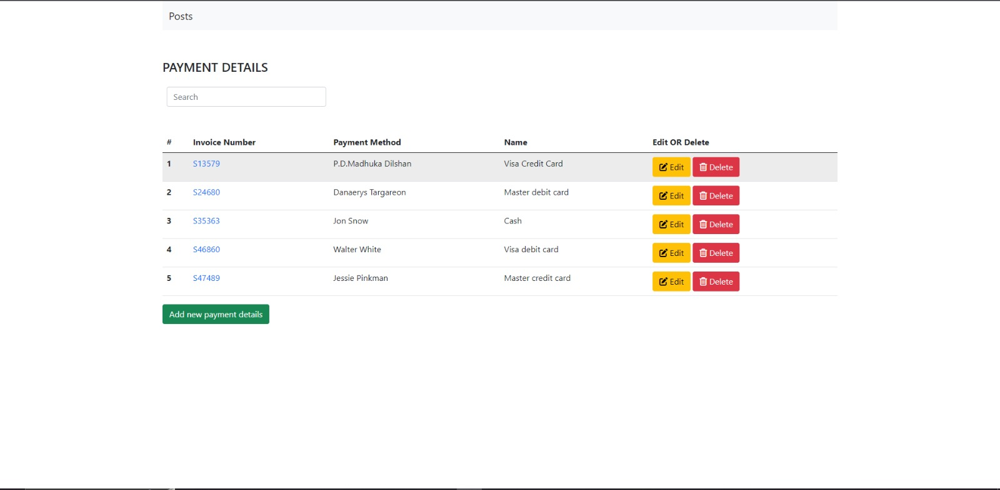 Posts
PAYMENT DETAILS
Search
# Invoice Number Payment Method Name Edit OR Delete
1 S13579 P.D.Madhuka Dilshan Visa Credit Card Edit Delete
2 S24680 Danaerys Targareon Master debit card Edit Delete
3 S35363 Jon Snow Cash Edit Delete
4 S46860 Walter White Visa debit card Edit Delete
5 S47489 Jessie Pinkman Master credit card Edit Delete
Add new payment details